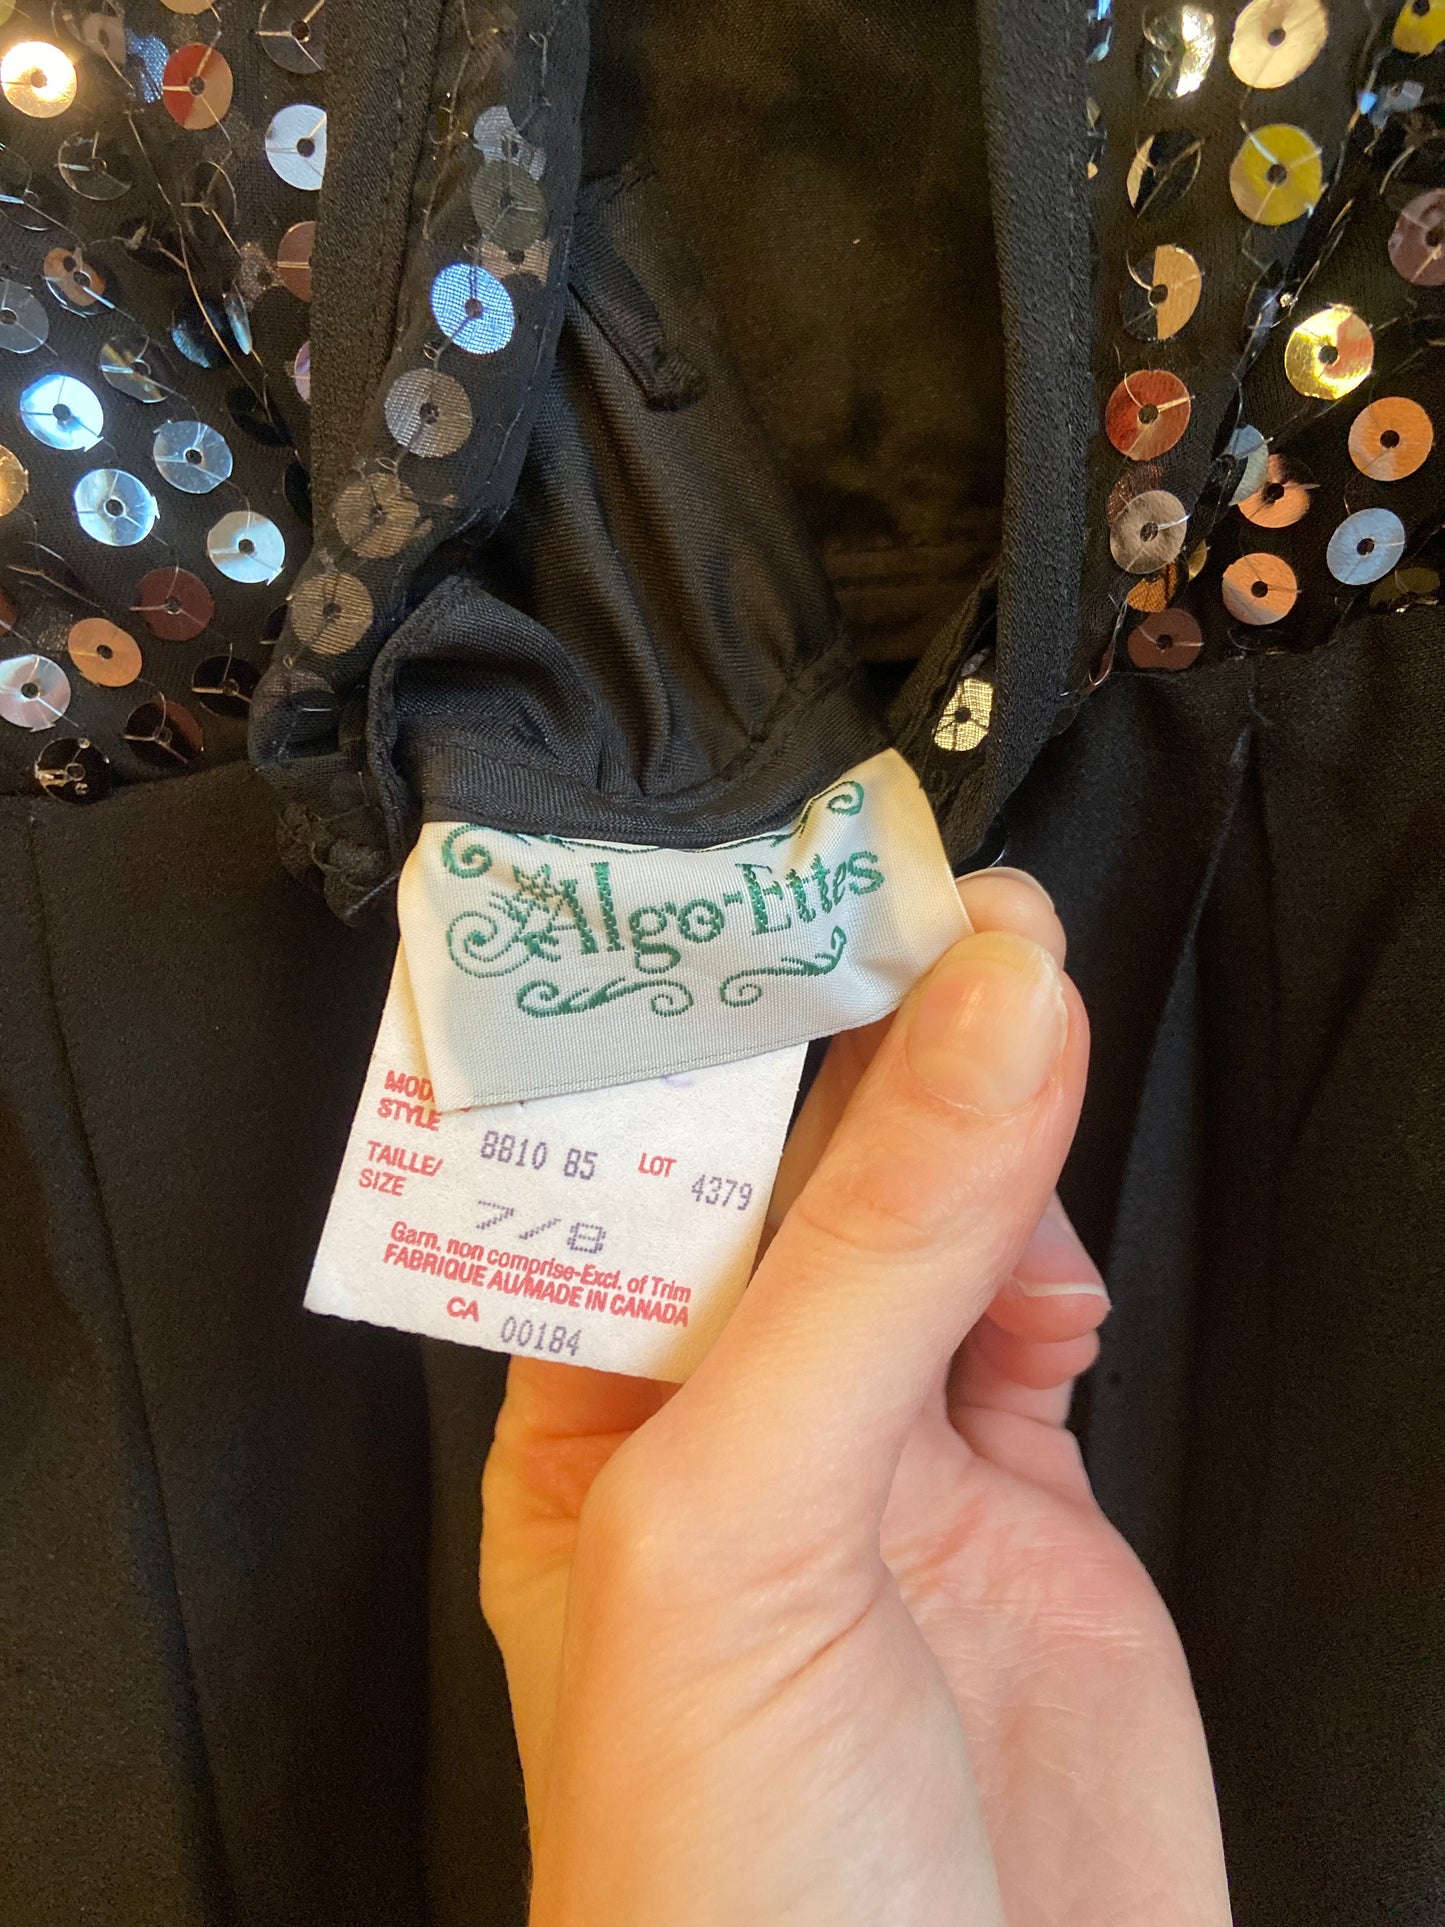 Algo-Ettes
STYLE
8810 85 LOT 4379
TAILLE/
SIZE
7/8
Garn. non comprise-Excl. of Trim
FABRIQUE AU/MADE IN CANADA
CA 00184